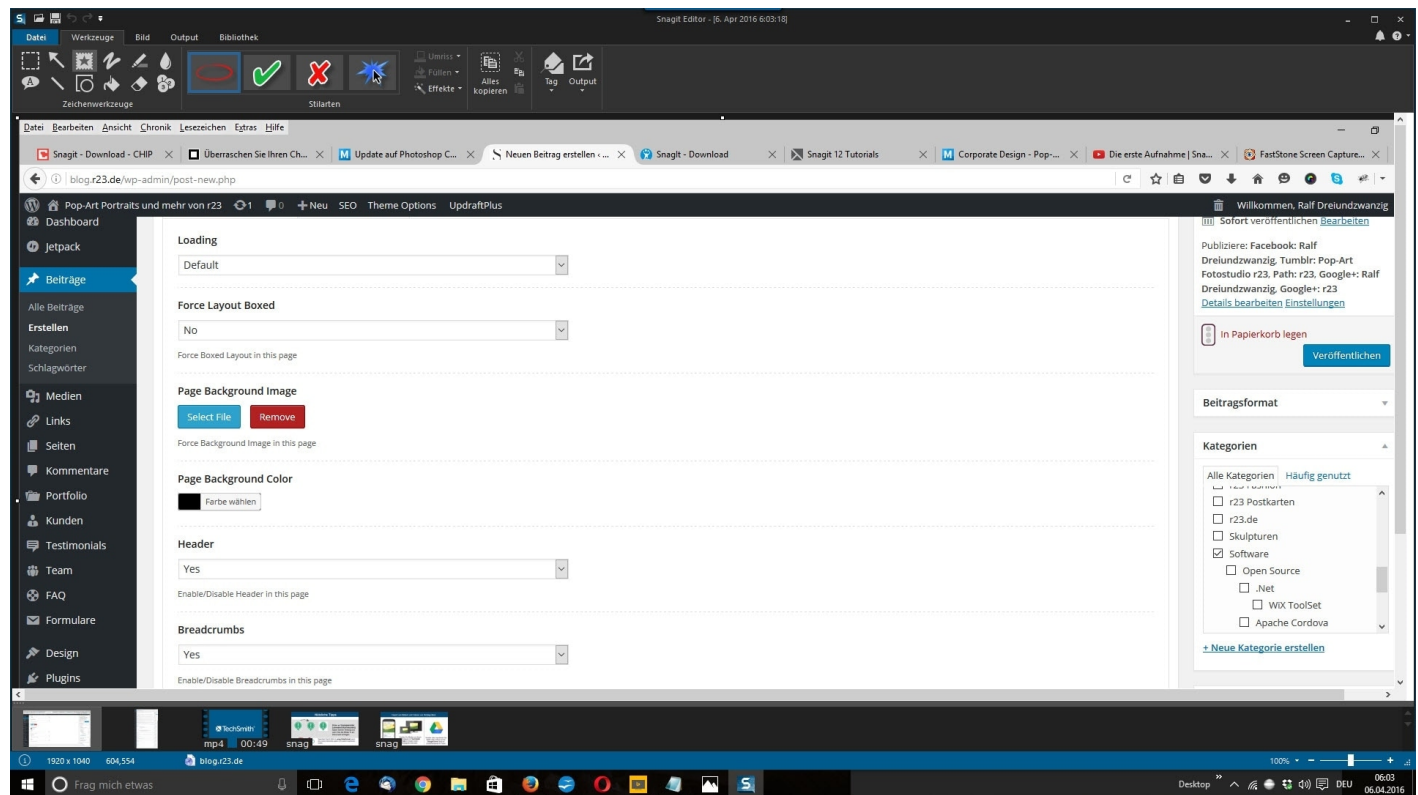 Snagit Editor - [6. Apr 2016 6:03:18]
Datei Werkzeuge Bild Output Bibliothek
Umriss
Füllen
Effekte
Alles kopieren
Tag Output
Zeichenwerkzeuge Stilarten
Datei Bearbeiten Ansicht Chronik Lesezeichen Extras Hilfe
Snagit - Download - CHIP Überraschen Sie Ihren Ch... Update auf Photoshop C... Neuen Beitrag erstellen ‹ ... SnagIt - Download Snagit 12 Tutorials Corporate Design - Pop-... Die erste Aufnahme | Sna... FastStone Screen Capture...
blog.r23.de/wp-admin/post-new.php
Pop-Art Portraits und mehr von r23 1 0 Neu SEO Theme Options UpdraftPlus Willkommen, Ralf Dreiundzwanzig
Dashboard
Jetpack
Beiträge
Alle Beiträge
Erstellen
Kategorien
Schlagwörter
Medien
Links
Seiten
Kommentare
Portfolio
Kunden
Testimonials
Team
FAQ
Formulare
Design
Plugins
Loading
Default
Force Layout Boxed
No
Force Boxed Layout in this page
Page Background Image
Select File Remove
Force Background Image in this page
Page Background Color
Farbe wählen
Header
Yes
Enable/Disable Header in this page
Breadcrumbs
Yes
Enable/Disable Breadcrumbs in this page
Sofort veröffentlichen Bearbeiten
Publiziere: Facebook: Ralf
Dreiundzwanzig, Tumblr: Pop-Art
Fotostudio r23, Path: r23, Google+: Ralf
Dreiundzwanzig, Google+: r23
Details bearbeiten Einstellungen
In Papierkorb legen
Veröffentlichen
Beitragsformat
Kategorien
Alle Kategorien Häufig genutzt
r23 Fashion
r23 Postkarten
r23.de
Skulpturen
Software
Open Source
.Net
WiX ToolSet
Apache Cordova
+ Neue Kategorie erstellen
TechSmith
mp4 00:49 snag snag
1920 x 1040 604,554 blog.r23.de 100%
Frag mich etwas Desktop DEU 06:03
06.04.2016